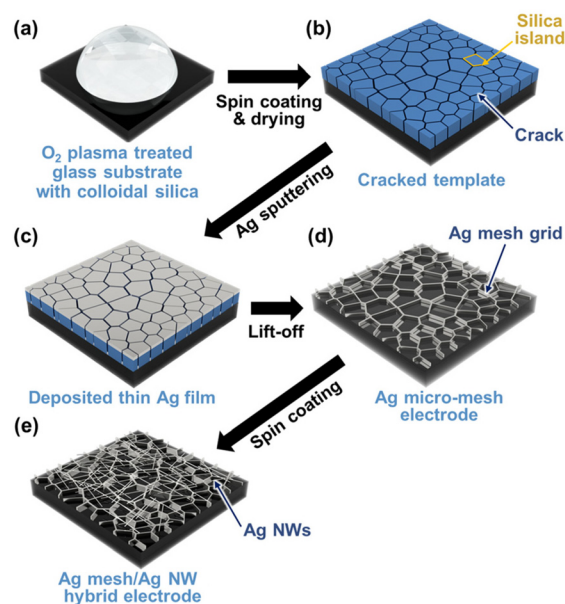 (a)
O2 plasma treated
glass substrate
with colloidal silica
Spin coating
& drying
(b)
Silica
island
Crack
Cracked template
Ag sputtering
(c)
Deposited thin Ag film
Lift-off
(d)
Ag mesh grid
Ag micro-mesh
electrode
Spin coating
(e)
Ag NWs
Ag mesh/Ag NW
hybrid electrode